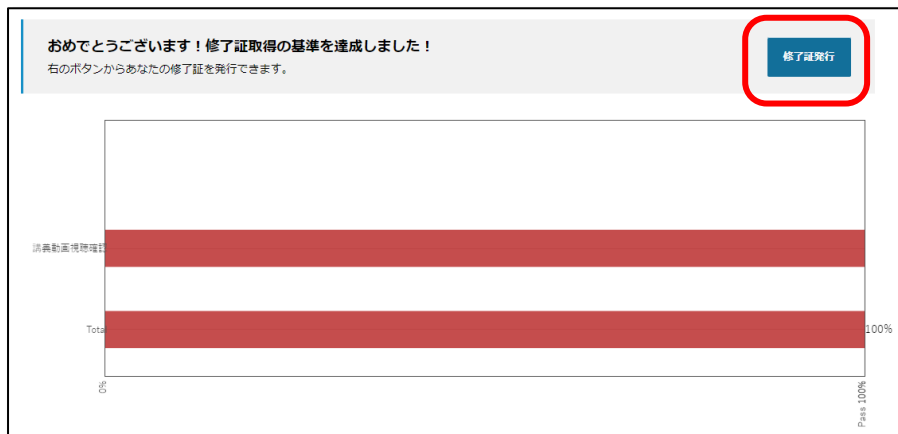 おめでとうございます！修了証取得の基準を達成しました！
右のボタンからあなたの修了証を発行できます。
修了証発行
講義動画視聴確認
Total
100%
0%
Pass 100%